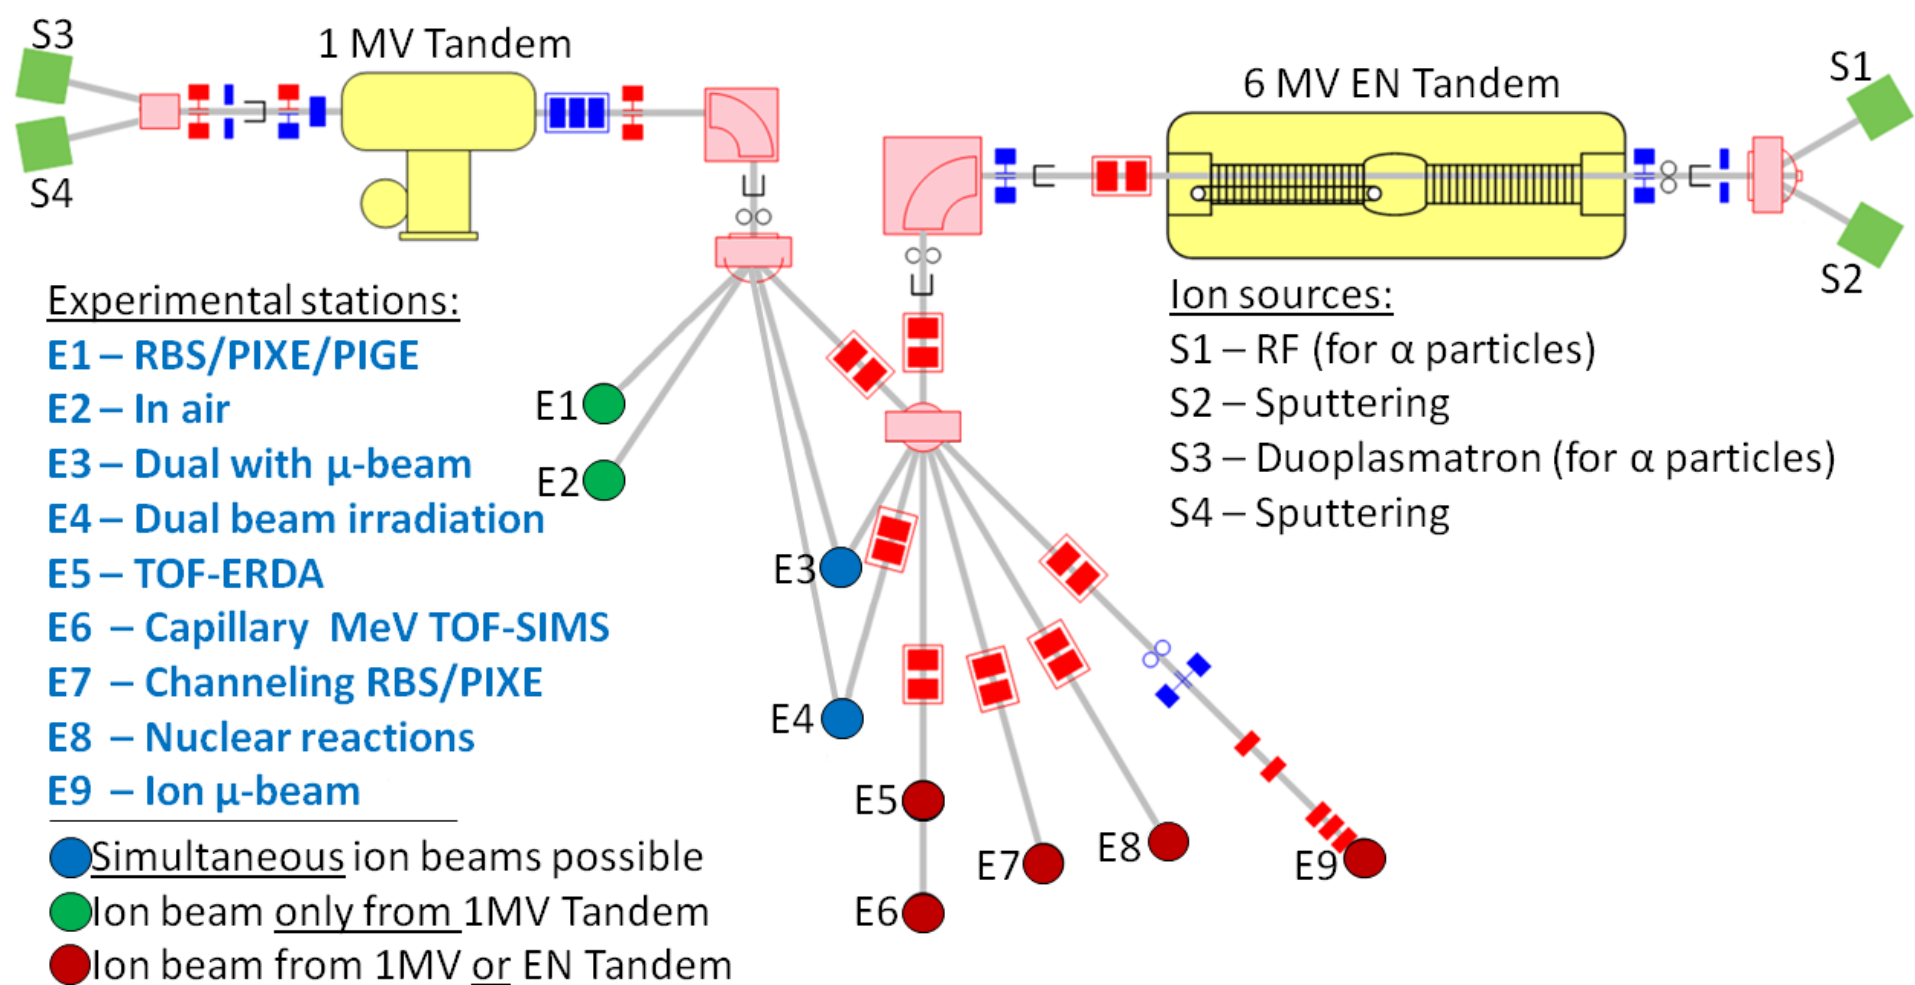 S3
1 MV Tandem
S4
6 MV EN Tandem
S1
S2
Experimental stations:
E1 – RBS/PIXE/PIGE
E2 – In air
E3 – Dual with μ-beam
E4 – Dual beam irradiation
E5 – TOF-ERDA
E6 – Capillary MeV TOF-SIMS
E7 – Channeling RBS/PIXE
E8 – Nuclear reactions
E9 – Ion μ-beam
Simultaneous ion beams possible
Ion beam only from 1MV Tandem
Ion beam from 1MV or EN Tandem
E1
E2
E3
E4
E5
E6
E7
E8
E9
Ion sources:
S1 – RF (for α particles)
S2 – Sputtering
S3 – Duoplasmatron (for α particles)
S4 – Sputtering